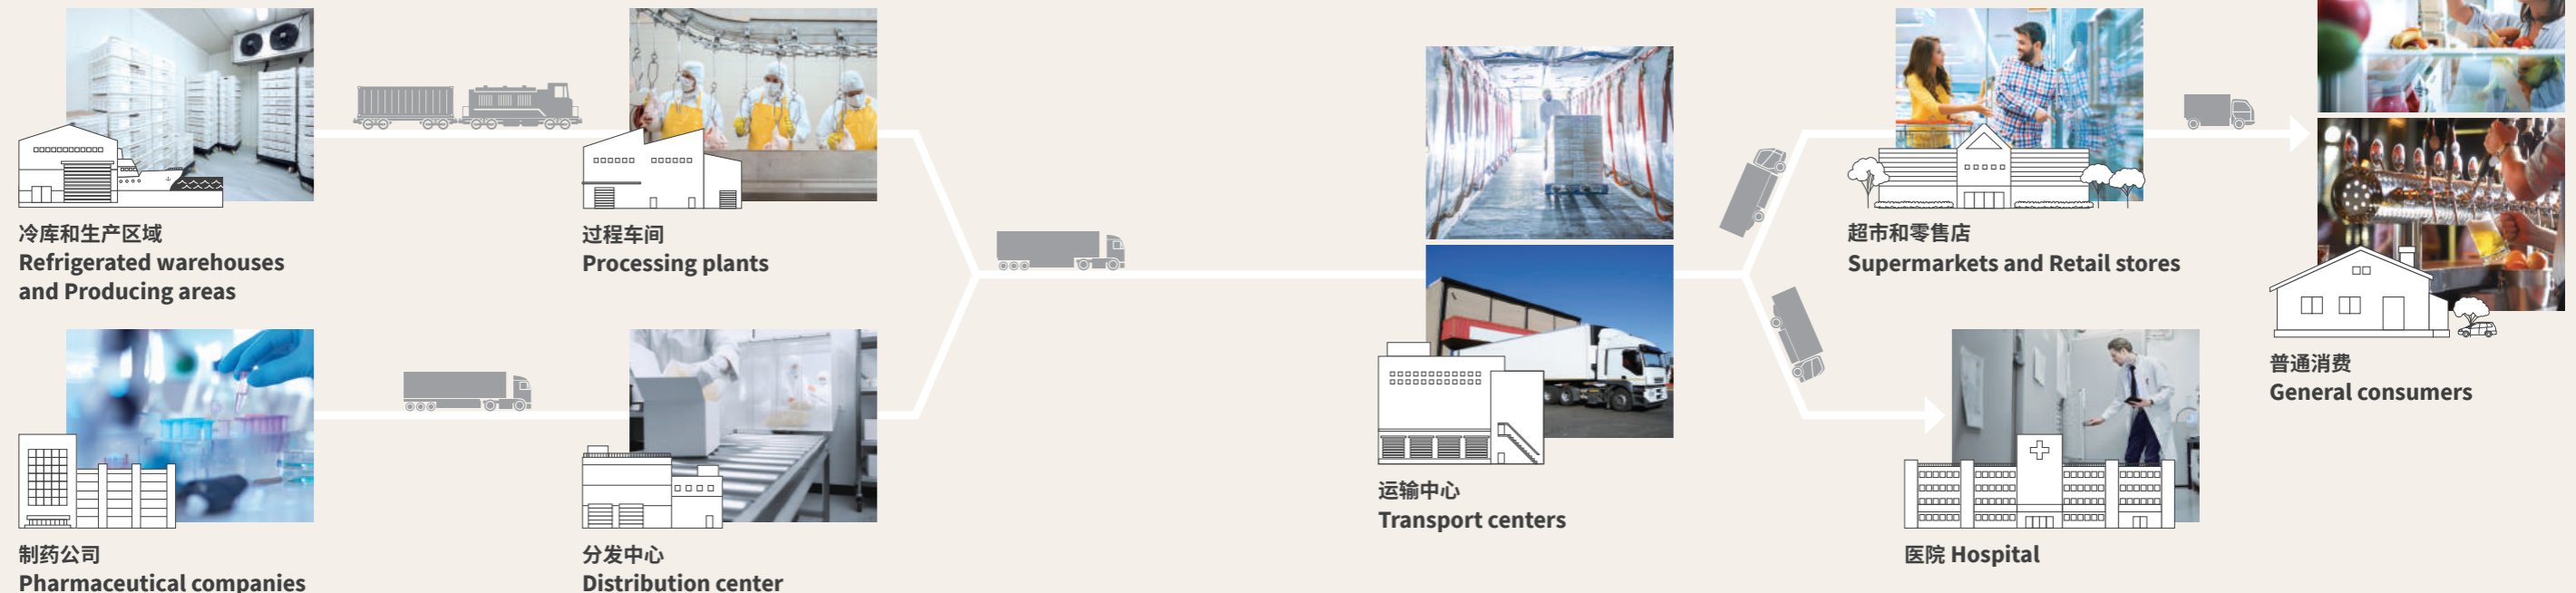 冷库和生产区域
Refrigerated warehouses
and Producing areas
过程车间
Processing plants
制药公司
Pharmaceutical companies
分发中心
Distribution center
运输中心
Transport centers
超市和零售店
Supermarkets and Retail stores
医院 Hospital
普通消费
General consumers